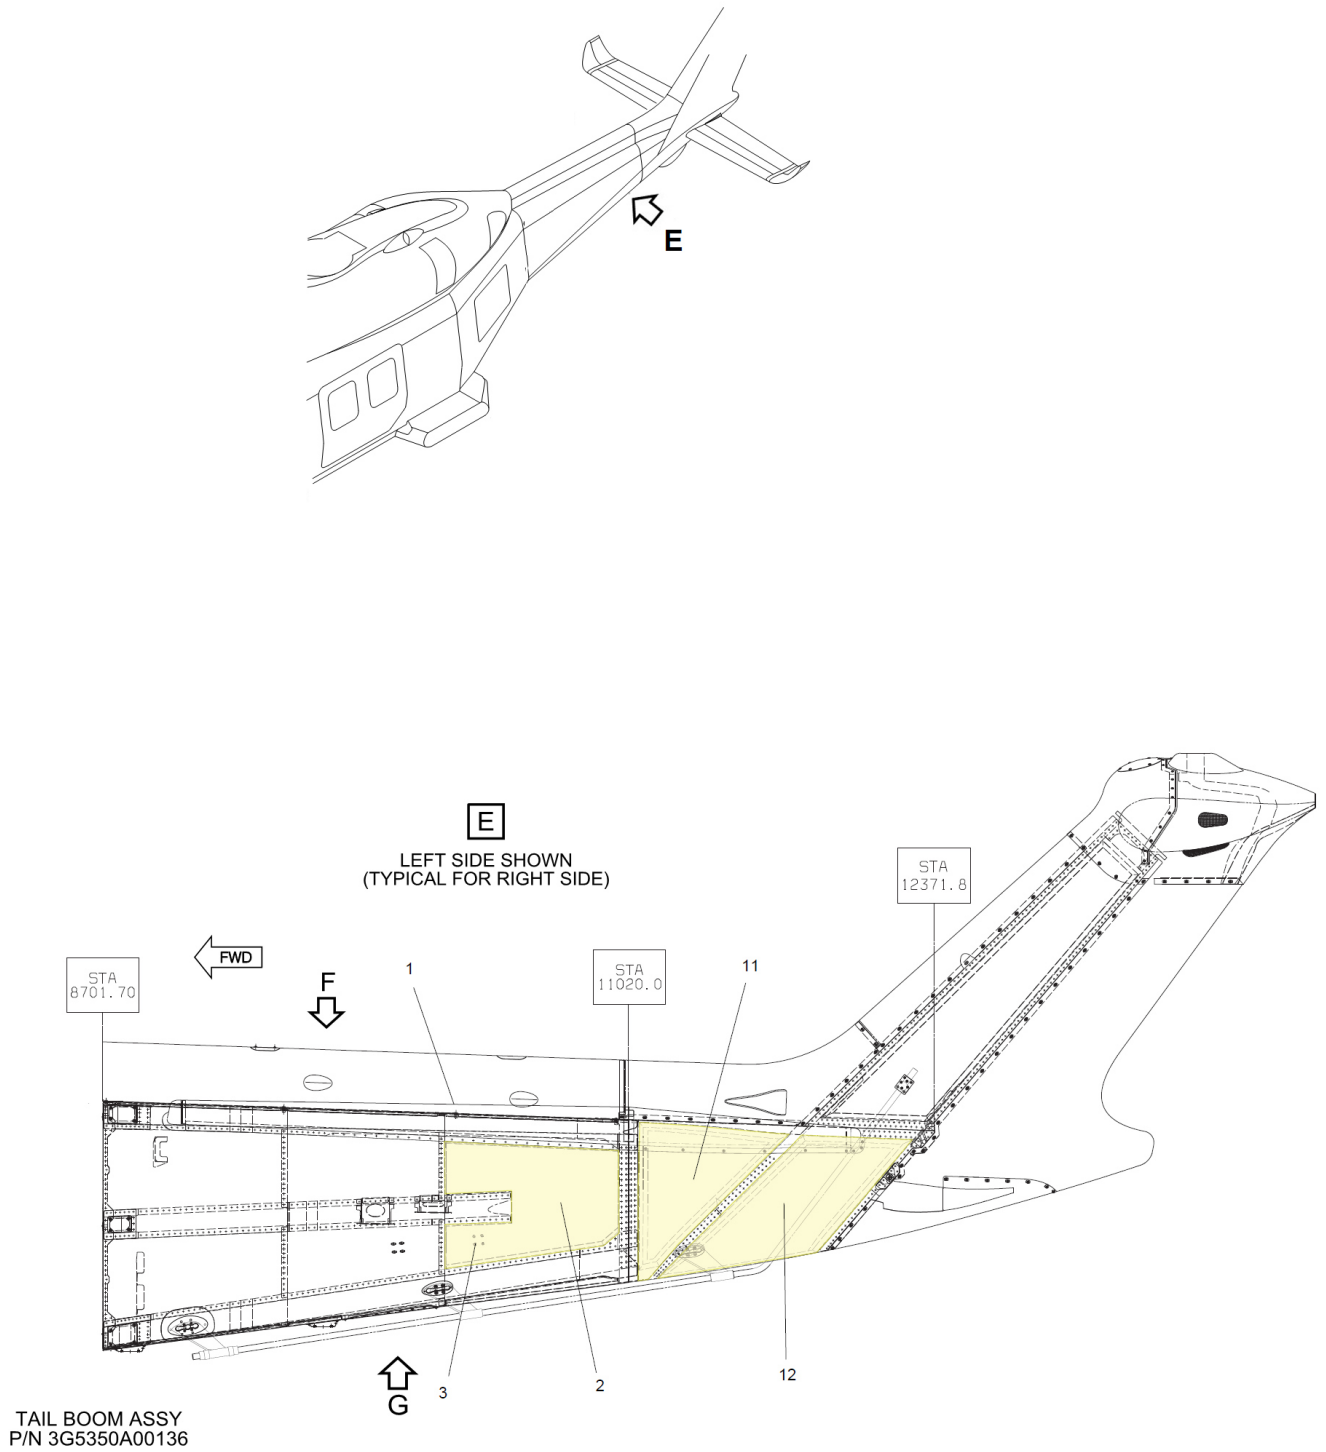 E
E
LEFT SIDE SHOWN
(TYPICAL FOR RIGHT SIDE)
STA
12371.8
FWD
STA
8701.70
F
1
STA
11020.0
11
G
3
2
12
TAIL BOOM ASSY
P/N 3G5350A00136